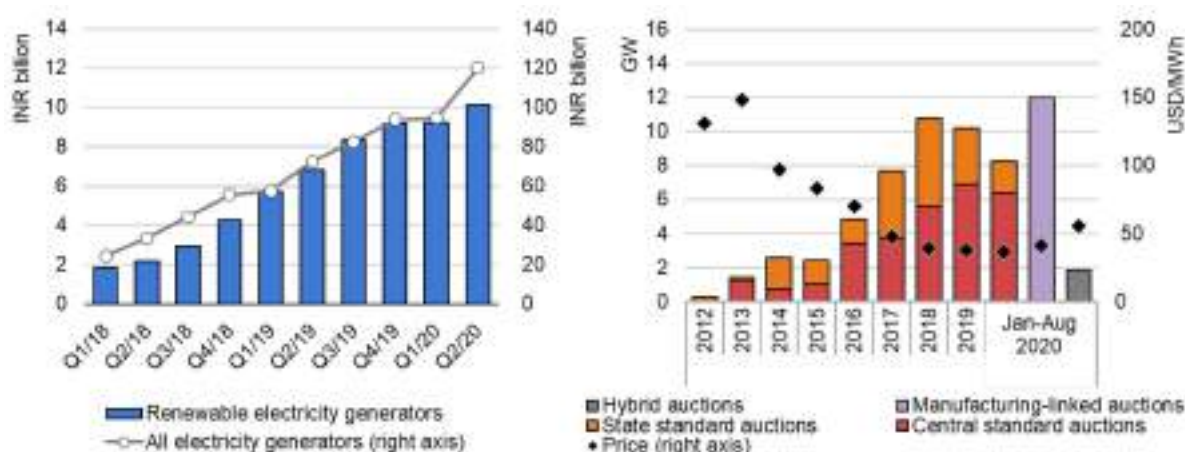 INR billion
14
12
10
8
6
4
2
0
140
120
100
80
60
40
20
0
INR billion
Q1/18
Q2/18
Q3/18
Q4/18
Q1/19
Q2/19
Q3/19
Q4/19
Q1/20
Q2/20
Renewable electricity generators
All electricity generators (right axis)
GW
16
14
12
10
8
6
4
2
0
200
150
100
50
0
USD/MWh
2012
2013
2014
2015
2016
2017
2018
2019
Jan-Aug
2020
Hybrid auctions
Manufacturing-linked auctions
State standard auctions
Central standard auctions
Price (right axis)